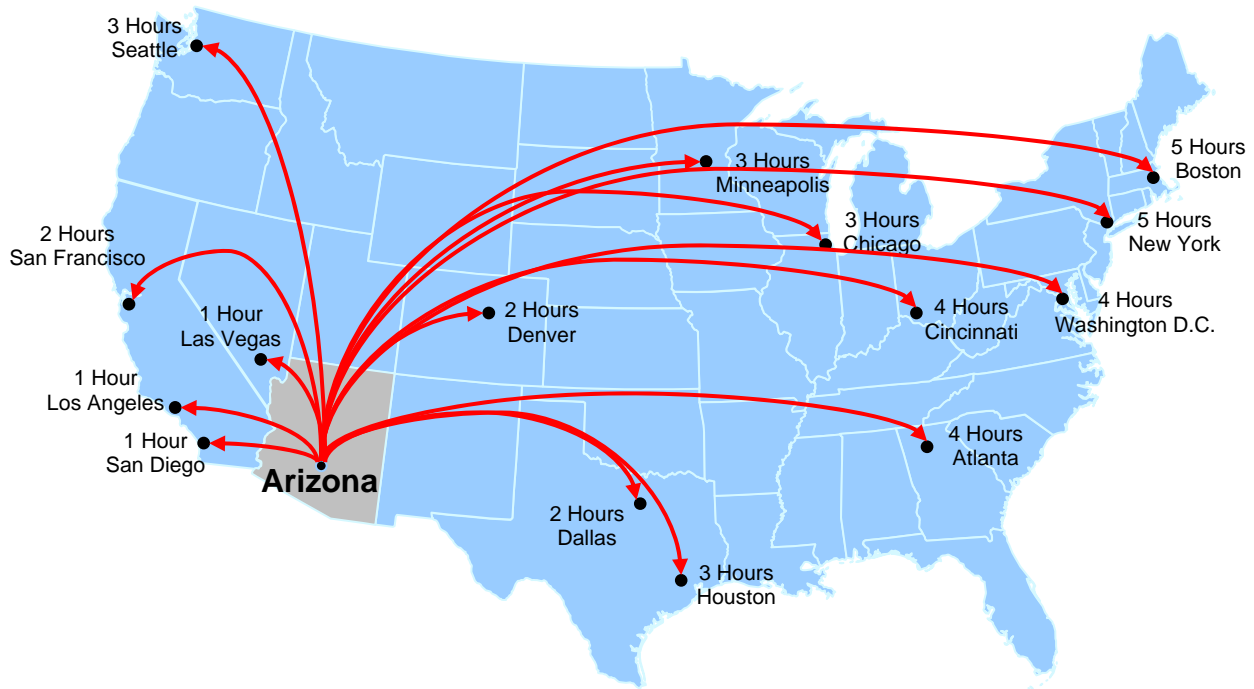 3 Hours
Seattle
3 Hours
Minneapolis
5 Hours
Boston
2 Hours
San Francisco
3 Hours
Chicago
5 Hours
New York
1 Hour
Las Vegas
2 Hours
Denver
4 Hours
Cincinnati
4 Hours
Washington D.C.
1 Hour
Los Angeles
1 Hour
San Diego
Arizona
4 Hours
Atlanta
2 Hours
Dallas
3 Hours
Houston